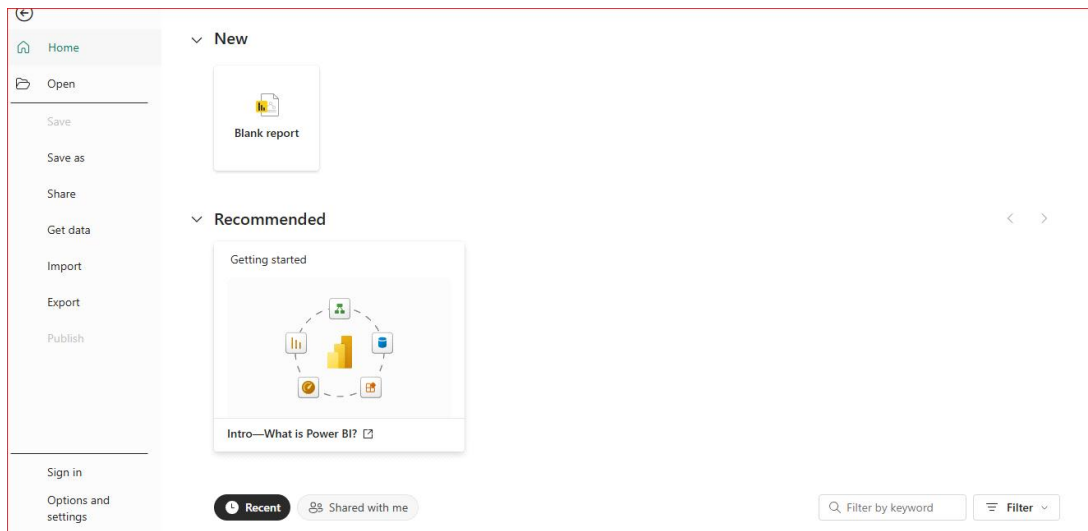 Home
Open
Save
Save as
Share
Get data
Import
Export
Publish
Sign in
Options and
settings
New
Blank report
Recommended
Getting started
Intro—What is Power BI?
Recent
Shared with me
Filter by keyword
Filter